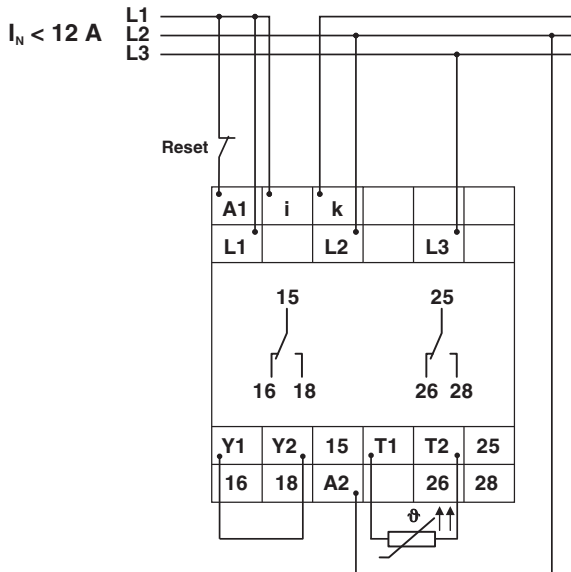 L1
I_N < 12 A L2
L3
Reset
A1 i k
L1 L2 L3
15 25
16 18 26 28
Y1 Y2 15 T1 T2 25
16 18 A2 26 28
ϑ